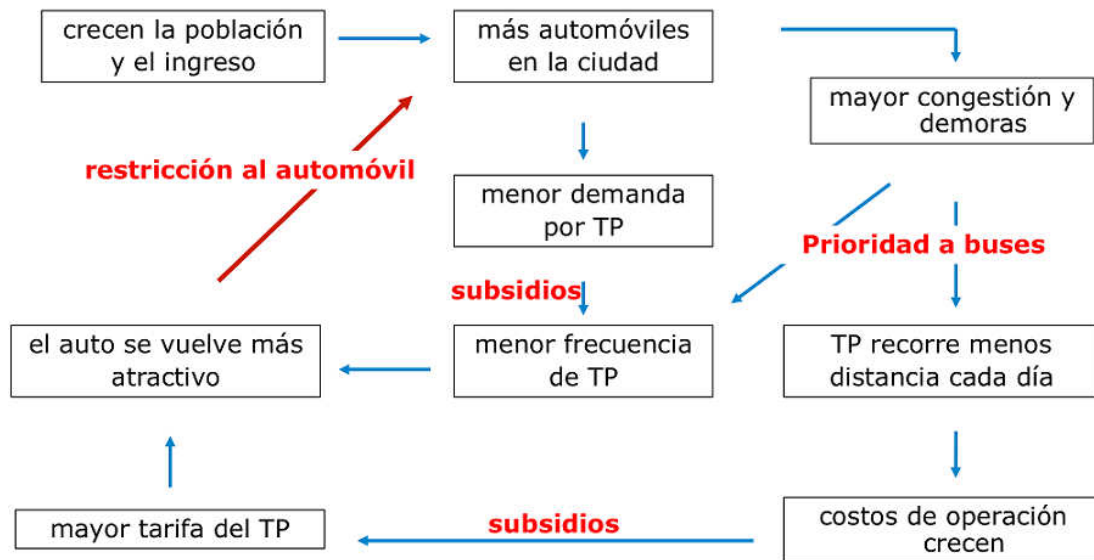 crecen la población
y el ingreso
más automóviles
en la ciudad
mayor congestión y
demoras
restricción al automóvil
menor demanda
por TP
Prioridad a buses
subsidios
el auto se vuelve más
atractivo
menor frecuencia
de TP
TP recorre menos
distancia cada día
mayor tarifa del TP
subsidios
costos de operación
crecen